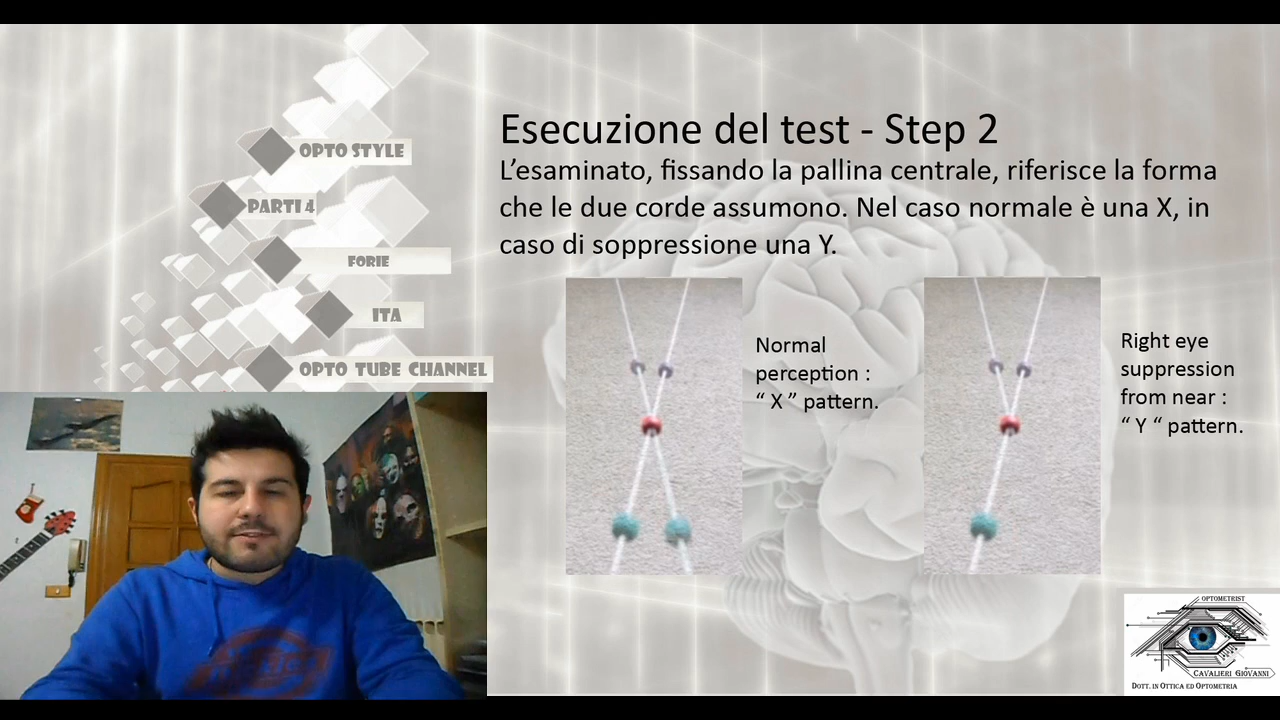 OPTO STYLE
PARTI 4
FORIE
ITA
OPTO TUBE CHANNEL
Esecuzione del test - Step 2
L’esaminato, fissando la pallina centrale, riferisce la forma
che le due corde assumono. Nel caso normale è una X, in
caso di soppressione una Y.
Normal
perception :
“ X ” pattern.
Right eye
suppression
from near :
“ Y “ pattern.
OPTOMETRIST
CAVALIERI GIOVANNI
DOTT. IN OTTICA ED OPTOMETRIA